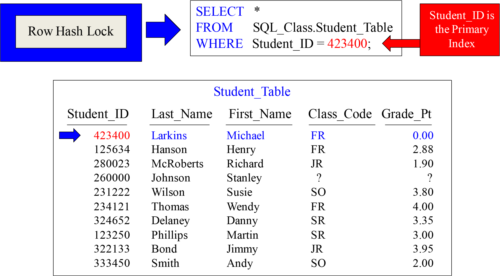 Row Hash Lock
SELECT *
FROM SQL_Class.Student_Table
WHERE Student_ID = 423400;
Student_ID is
the Primary
Index
Student_Table
Student_ID Last_Name First_Name Class_Code Grade_Pt
423400 Larkins Michael FR 0.00
125634 Hanson Henry FR 2.88
280023 McRoberts Richard JR 1.90
260000 Johnson Stanley ? ?
231222 Wilson Susie SO 3.80
234121 Thomas Wendy FR 4.00
324652 Delaney Danny SR 3.35
123250 Phillips Martin SR 3.00
322133 Bond Jimmy JR 3.95
333450 Smith Andy SO 2.00